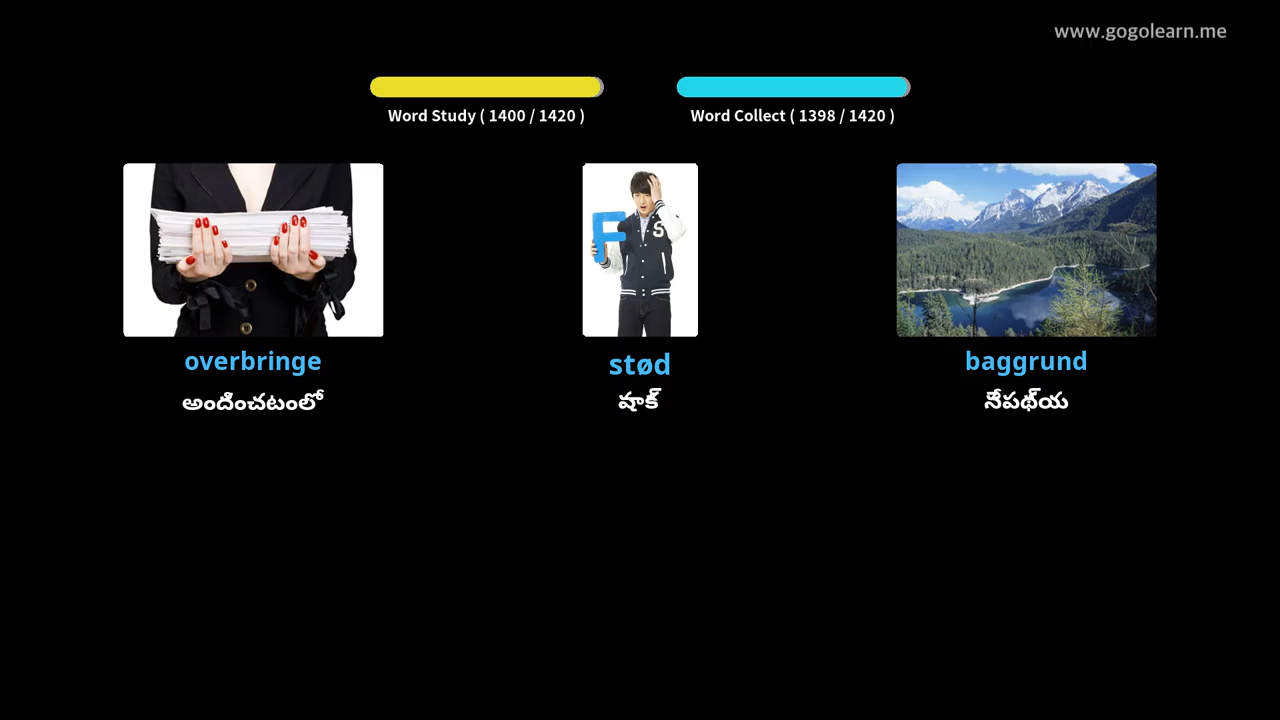 www.gogolearn.me
Word Study ( 1400 / 1420 )
Word Collect ( 1398 / 1420 )
F
S
overbringe
stød
baggrund
అందించటంలో
షాక్
నేపథ్య